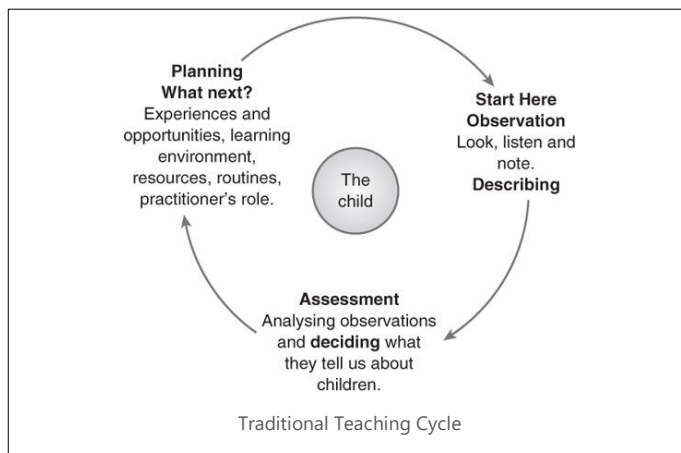 Planning
What next?
Experiences and
opportunities, learning
environment,
resources, routines,
practitioner's role.
Start Here
Observation
Look, listen and
note.
Describing
The
child
Assessment
Analysing observations
and deciding what
they tell us about
children.
Traditional Teaching Cycle